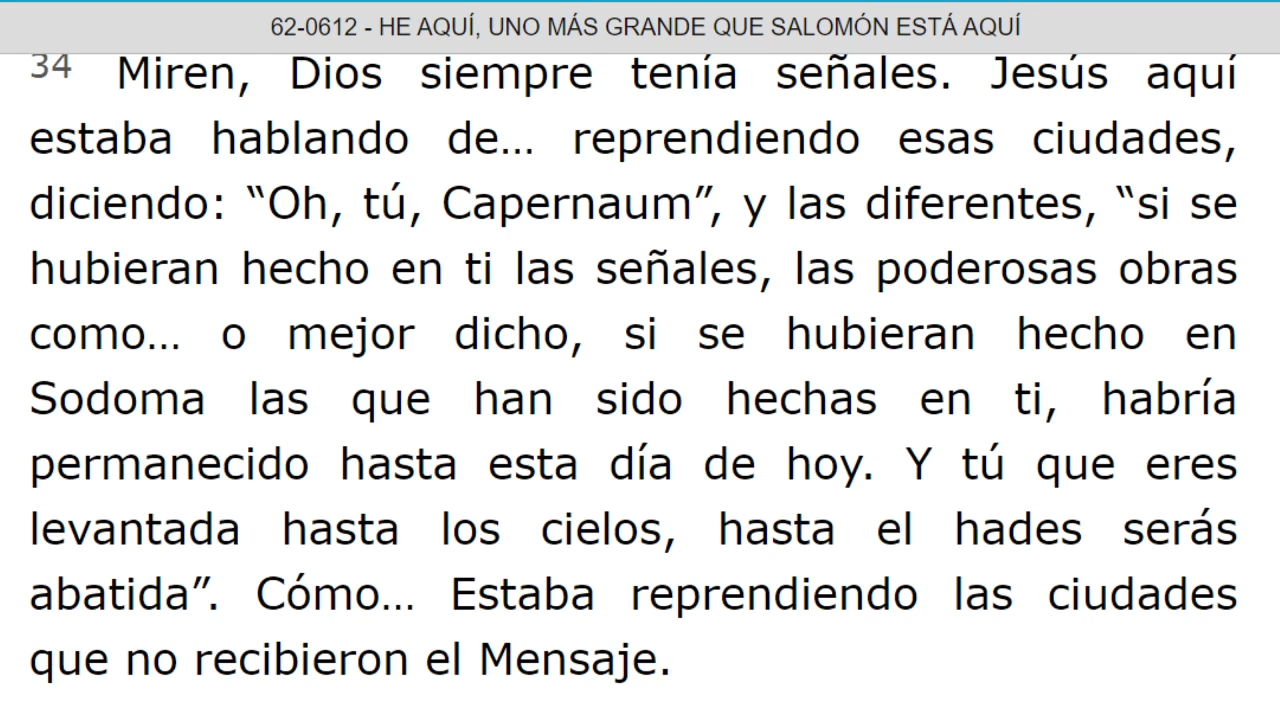 62-0612 - HE AQUÍ, UNO MÁS GRANDE QUE SALOMÓN ESTÁ AQUÍ
34 Miren, Dios siempre tenía señales. Jesús aquí
estaba hablando de... reprendiendo esas ciudades,
diciendo: “Oh, tú, Capernaum”, y las diferentes, “si se
hubieran hecho en ti las señales, las poderosas obras
como... o mejor dicho, si se hubieran hecho en
Sodoma las que han sido hechas en ti, habría
permanecido hasta esta día de hoy. Y tú que eres
levantada hasta los cielos, hasta el hades serás
abatida”. Cómo... Estaba reprendiendo las ciudades
que no recibieron el Mensaje.